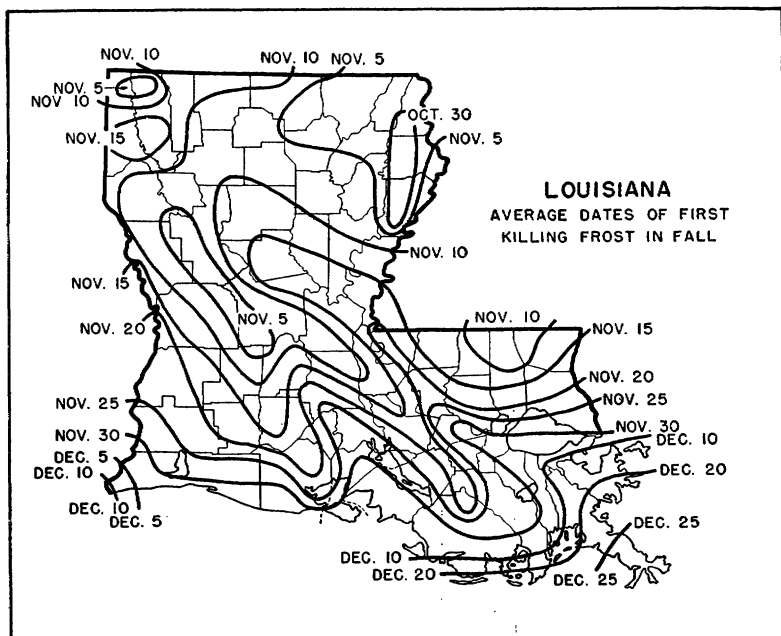 NOV. 10
NOV. 10
NOV. 5
NOV. 5
NOV 10
OCT. 30
NOV. 15
NOV. 5
LOUISIANA
AVERAGE DATES OF FIRST
KILLING FROST IN FALL
NOV. 10
NOV. 15
NOV. 20
NOV. 5
NOV. 10
NOV. 15
NOV. 20
NOV. 25
NOV. 25
NOV. 30
NOV. 30
DEC. 10
DEC. 5
DEC. 10
DEC. 20
DEC. 10
DEC. 5
DEC. 25
DEC. 10
DEC. 20
DEC. 25